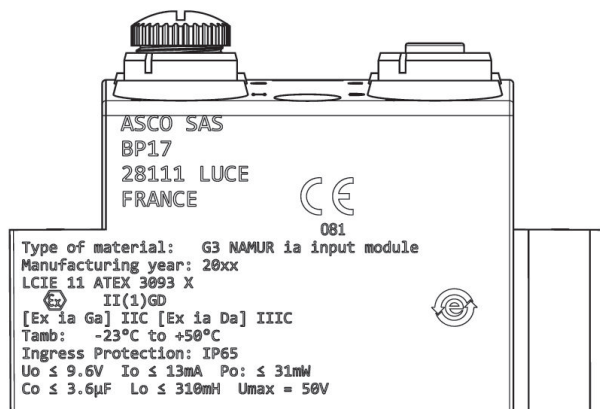 ASCO SAS
BP17
28111 LUCE
FRANCE
CE
081
Type of material: G3 NAMUR ia input module
Manufacturing year: 20xx
LCIE 11 ATEX 3093 X
Ex II(1)GD
[Ex ia Ga] IIC [Ex ia Da] IIIC
Tamb: -23°C to +50°C
Ingress Protection: IP65
Uo ≤ 9.6V Io ≤ 13mA Po: ≤ 31mW
Co ≤ 3.6µF Lo ≤ 310mH Umax = 50V
e